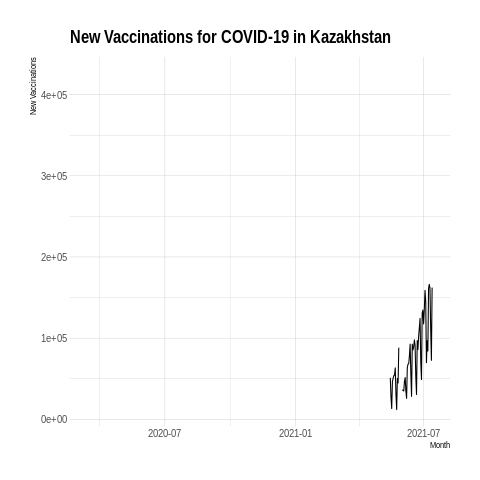 New Vaccinations for COVID-19 in Kazakhstan
New Vaccinations
4e+05
3e+05
2e+05
1e+05
0e+00
2020-07
2021-01
2021-07
Month